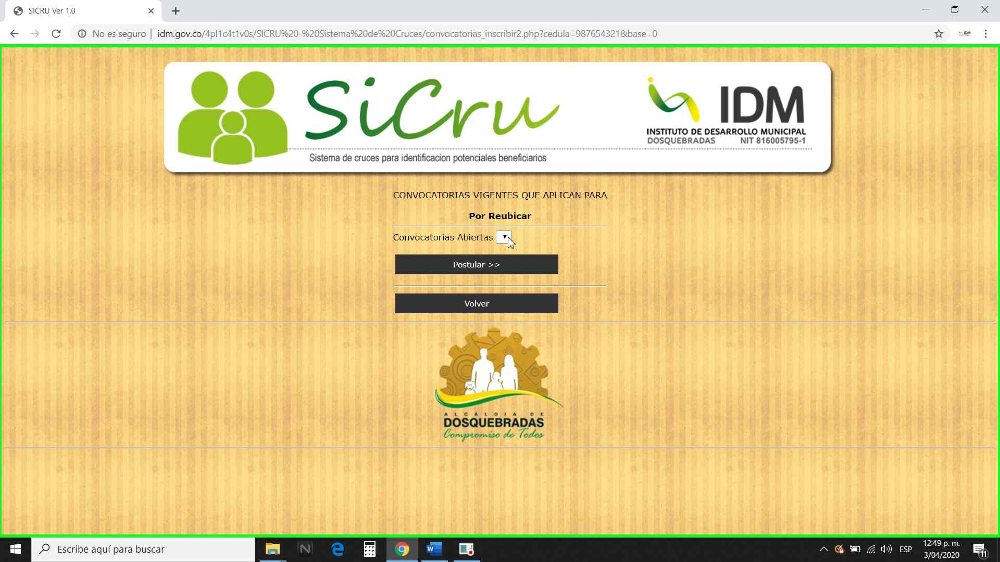 SICRU Ver 1.0
No es seguro | idm.gov.co/4pl1c4t1v0s/SICRU%20-%20Sistema%20de%20Cruces/convocatorias_inscribir2.php?cedula=987654321&base=0
IDM
SiCru
IDM
INSTITUTO DE DESARROLLO MUNICIPAL
DOSQUEBRADAS NIT 816005795-1
Sistema de cruces para identificacion potenciales beneficiarios
CONVOCATORIAS VIGENTES QUE APLICAN PARA
Por Reubicar
Convocatorias Abiertas
Postular >>
Volver
ALCALDIA DE
DOSQUEBRADAS
Compromiso de Todos
Escribe aquí para buscar
N
W
ESP
12:49 p. m.
3/04/2020
11